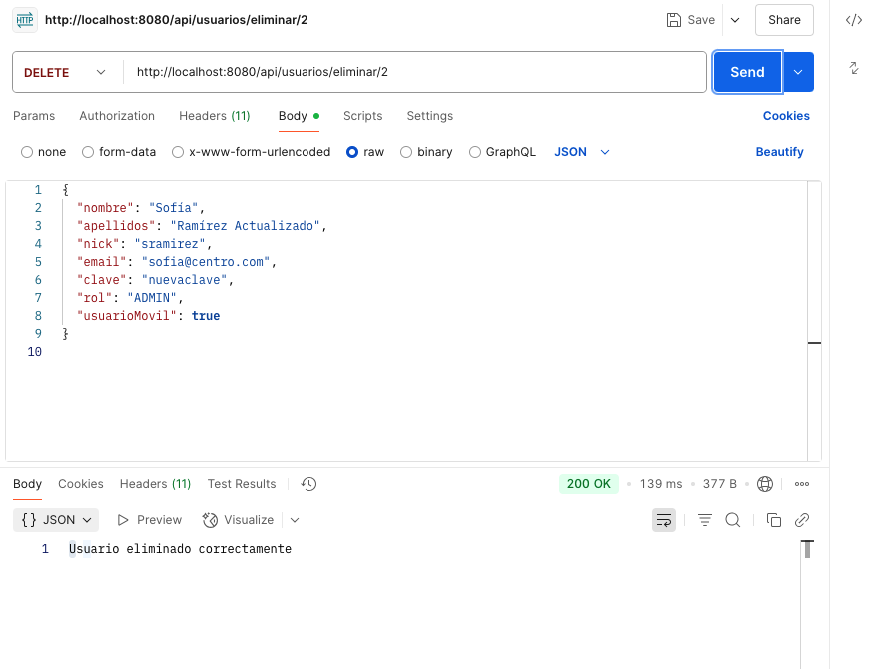 HTTP http://localhost:8080/api/usuarios/eliminar/2 Save Share </>
DELETE http://localhost:8080/api/usuarios/eliminar/2 Send
Params Authorization Headers (11) Body Scripts Settings Cookies
none form-data x-www-form-urlencoded raw binary GraphQL JSON Beautify
1 {
2 "nombre": "Sofía",
3 "apellidos": "Ramírez Actualizado",
4 "nick": "sramirez",
5 "email": "sofia@centro.com",
6 "clave": "nuevaclave",
7 "rol": "ADMIN",
8 "usuarioMovil": true
9 }
10
Body Cookies Headers (11) Test Results 200 OK • 139 ms • 377 B •
{} JSON Preview Visualize
1 Usuario eliminado correctamente